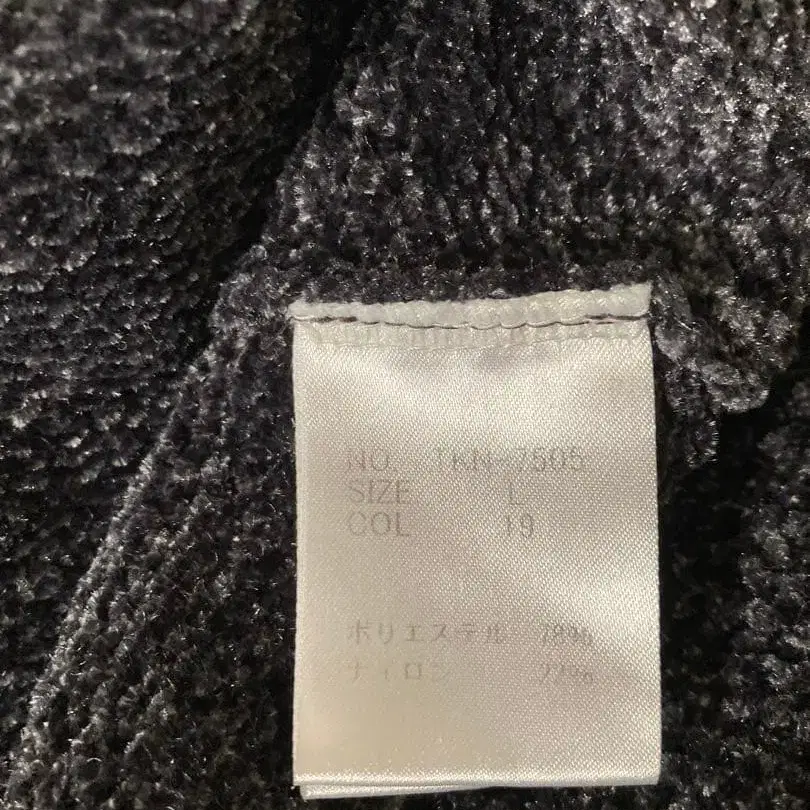 NO. TKN-7505
SIZE L
COL 19
ポリエステル 78%
ナイロン 22%